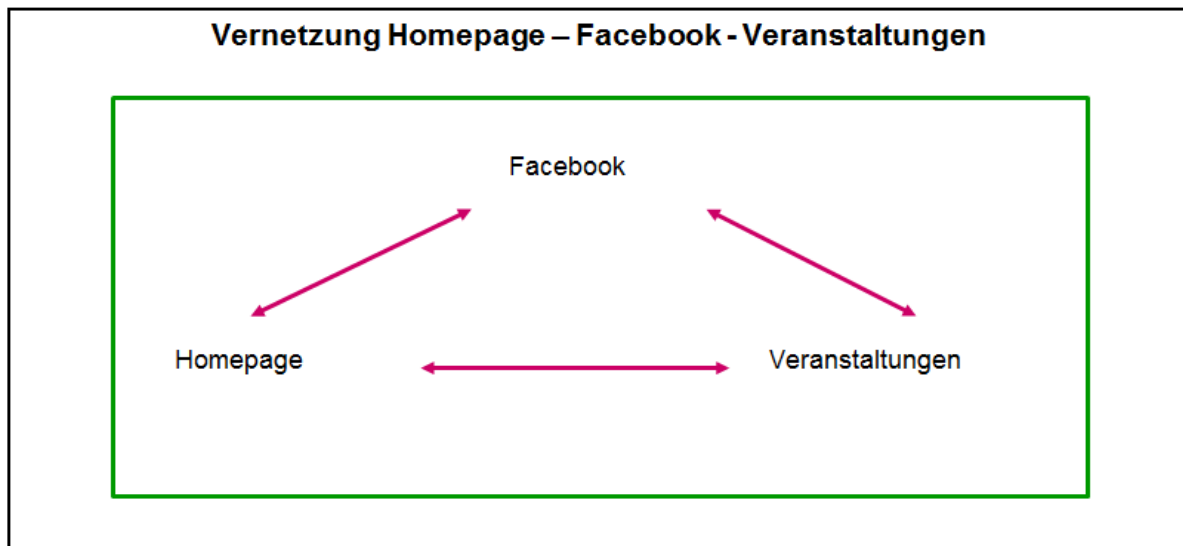 Vernetzung Homepage – Facebook - Veranstaltungen
Facebook
Homepage
Veranstaltungen